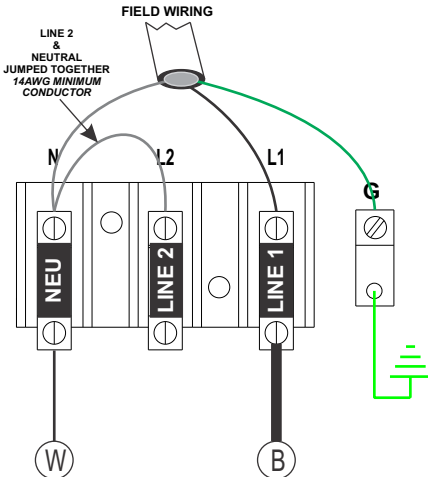 FIELD WIRING
LINE 2
&
NEUTRAL
JUMPED TOGETHER
14AWG MINIMUM
CONDUCTOR
N
L2
L1
G
NEU
LINE 2
LINE 1
W
B